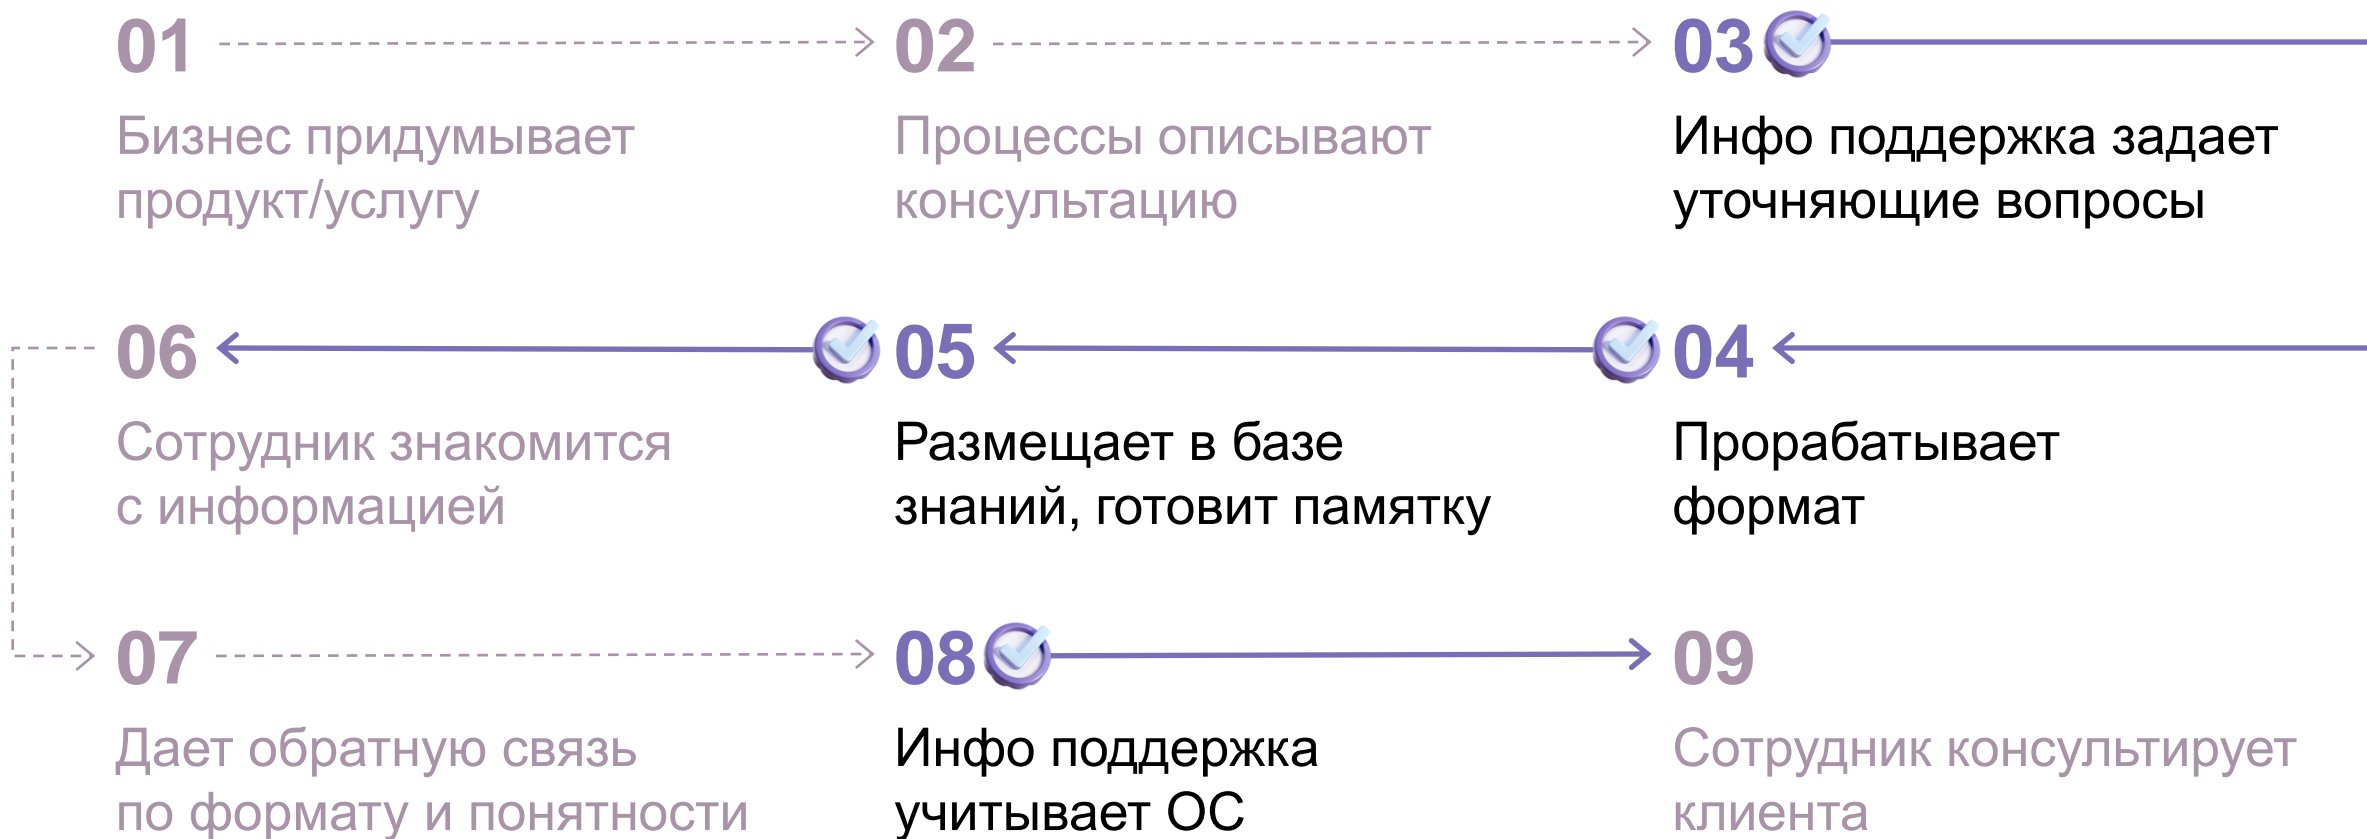 01
Бизнес придумывает
продукт/услугу
02
Процессы описывают
консультацию
03
Инфо поддержка задает
уточняющие вопросы
04
Прорабатывает
формат
05
Размещает в базе
знаний, готовит памятку
06
Сотрудник знакомится
с информацией
07
Дает обратную связь
по формату и понятности
08
Инфо поддержка
учитывает ОС
09
Сотрудник консультирует
клиента